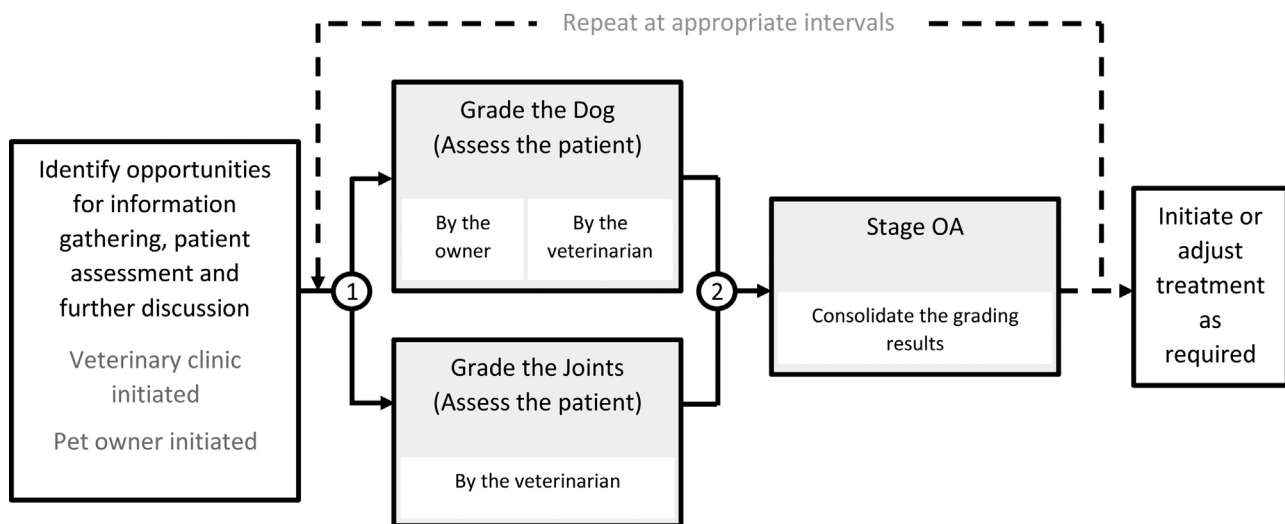 Repeat at appropriate intervals
Identify opportunities
for information
gathering, patient
assessment and
further discussion
Veterinary clinic
initiated
Pet owner initiated
1
Grade the Dog
(Assess the patient)
By the
owner
By the
veterinarian
Grade the Joints
(Assess the patient)
By the veterinarian
2
Stage OA
Consolidate the grading
results
Initiate or
adjust
treatment
as
required